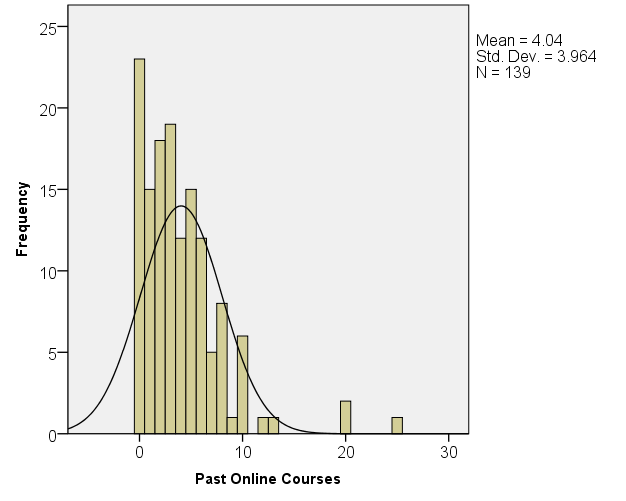 Mean = 4.04
Std. Dev. = 3.964
N = 139
Frequency
25
20
15
10
5
0
0 10 20 30
Past Online Courses